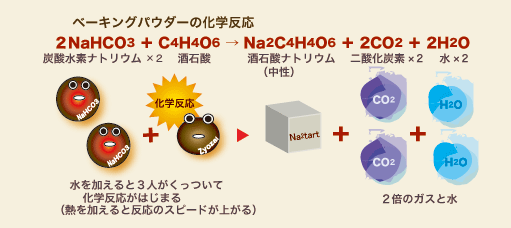 ベーキングパウダーの化学反応
2NaHCO3 + C4H4O6 → Na2C4H4O6 + 2CO2 + 2H2O
炭酸水素ナトリウム×2 酒石酸 酒石酸ナトリウム 二酸化炭素×2 水×2
（中性）
化学反応
NaHCO3
NaHCO3
+
Zyozai
Na2tart
+
CO2
CO2
+
H2O
H2O
水を加えると３人がくっついて
化学反応がはじまる
（熱を加えると反応のスピードが上がる）
２倍のガスと水